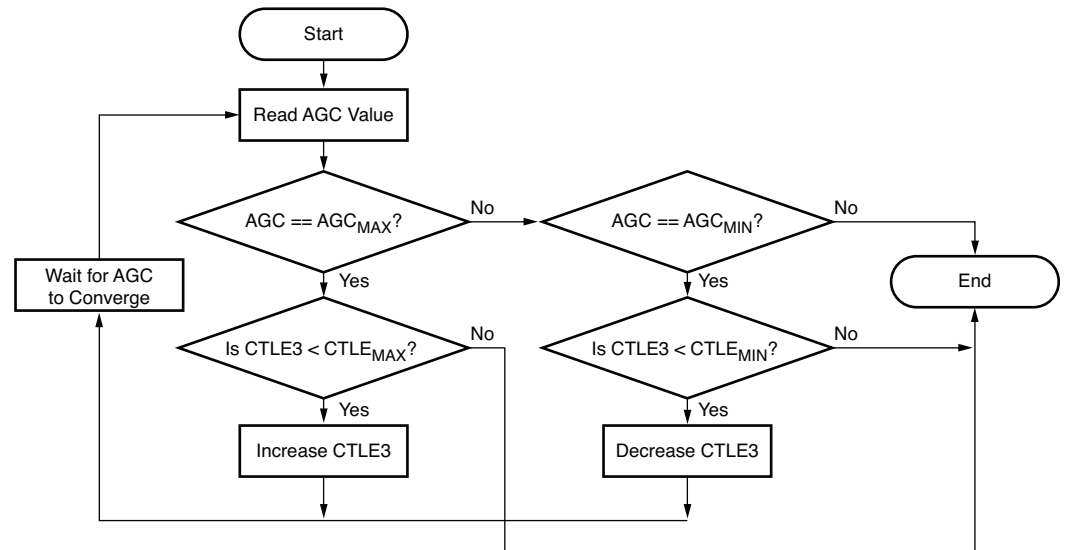 Start
Read AGC Value
AGC == AGCMAX?
No
AGC == AGCMIN?
No
Wait for AGC
to Converge
Yes
Yes
End
Is CTLE3 < CTLEMAX?
No
Is CTLE3 < CTLEMIN?
No
Yes
Yes
Increase CTLE3
Decrease CTLE3